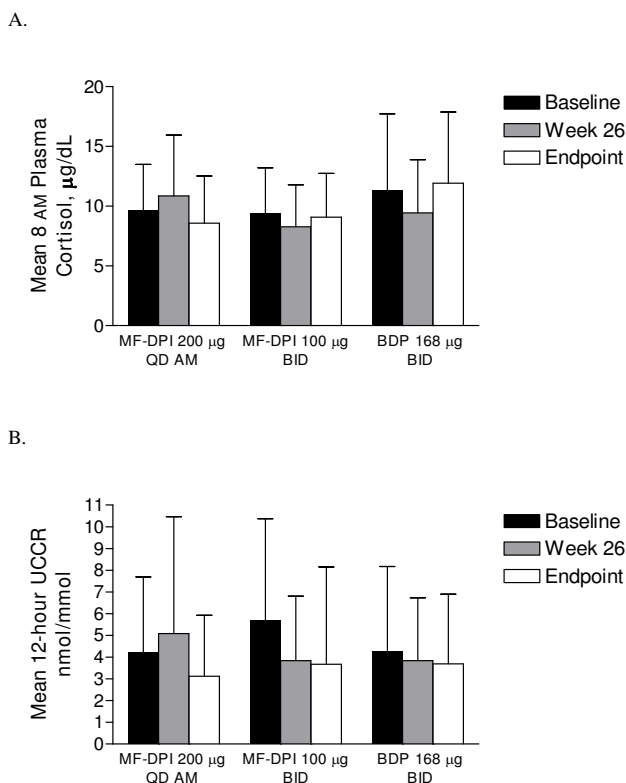 A.
Mean 8 AM Plasma
Cortisol, µg/dL
20
15
10
5
0
MF-DPI 200 µg
QD AM
MF-DPI 100 µg
BID
BDP 168 µg
BID
Baseline
Week 26
Endpoint
B.
Mean 12-hour UCCR
nmol/mmol
11
10
9
8
7
6
5
4
3
2
1
0
MF-DPI 200 µg
QD AM
MF-DPI 100 µg
BID
BDP 168 µg
BID
Baseline
Week 26
Endpoint